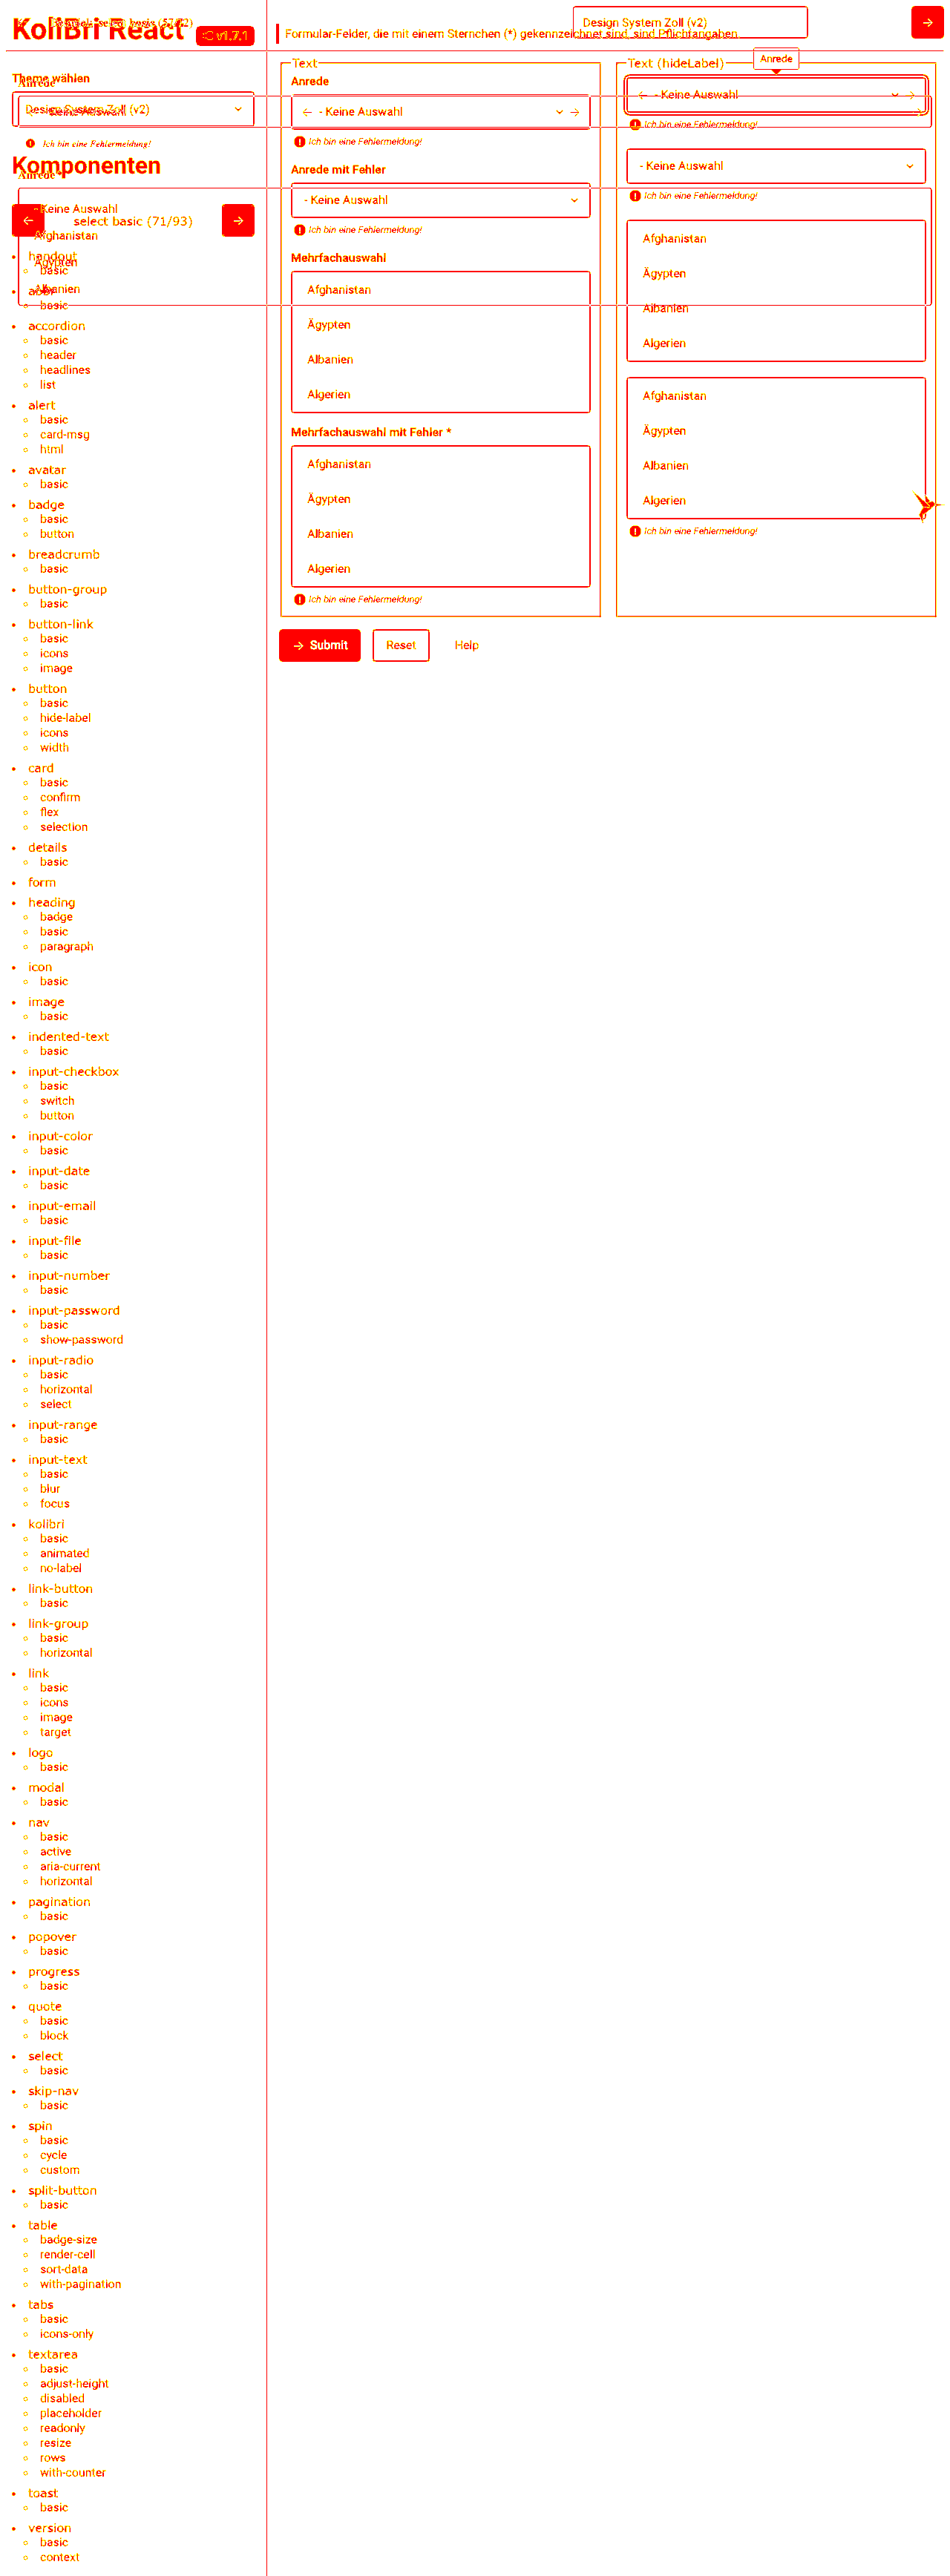 KoliBri React
v1.7.1
Design System Zoll (v2)
Formular-Felder, die mit einem Sternchen (*) gekennzeichnet sind, sind Pflichtangaben.
Theme wählen
Anrede
Design System Zoll (v2)
Ich bin eine Fehlermeldung!
Komponenten
Anrede
- Keine Auswahl
select basic (71/93)
Afghanistan
Ägypten
Albanien
handout
basic
abbr
basic
accordion
basic
header
headlines
list
alert
basic
card-msg
html
avatar
basic
badge
basic
button
breadcrumb
basic
button-group
basic
button-link
basic
icons
image
button
basic
hide-label
icons
width
card
basic
confirm
flex
selection
details
basic
form
heading
badge
basic
paragraph
icon
basic
image
basic
indented-text
basic
input-checkbox
basic
switch
button
input-color
basic
input-date
basic
input-email
basic
input-file
basic
input-number
basic
input-password
basic
show-password
input-radio
basic
horizontal
select
input-range
basic
input-text
basic
blur
focus
kolibri
basic
animated
no-label
link-button
basic
link-group
basic
horizontal
link
basic
icons
image
target
logo
basic
modal
basic
nav
basic
active
aria-current
horizontal
pagination
basic
popover
basic
progress
basic
quote
basic
block
select
basic
skip-nav
basic
spin
basic
cycle
custom
split-button
basic
table
badge-size
render-cell
sort-data
with-pagination
tabs
basic
icons-only
textarea
basic
adjust-height
disabled
placeholder
readonly
resize
rows
with-counter
toast
basic
version
basic
context
Text
Anrede
- Keine Auswahl
Ich bin eine Fehlermeldung!
Anrede mit Fehler
- Keine Auswahl
Ich bin eine Fehlermeldung!
Mehrfachauswahl
Afghanistan
Ägypten
Albanien
Algerien
Mehrfachauswahl mit Fehler *
Afghanistan
Ägypten
Albanien
Algerien
Ich bin eine Fehlermeldung!
Text (hideLabel)
Anrede
- Keine Auswahl
Ich bin eine Fehlermeldung!
- Keine Auswahl
Ich bin eine Fehlermeldung!
Afghanistan
Ägypten
Albanien
Algerien
Afghanistan
Ägypten
Albanien
Algerien
Ich bin eine Fehlermeldung!
Submit
Reset
Help